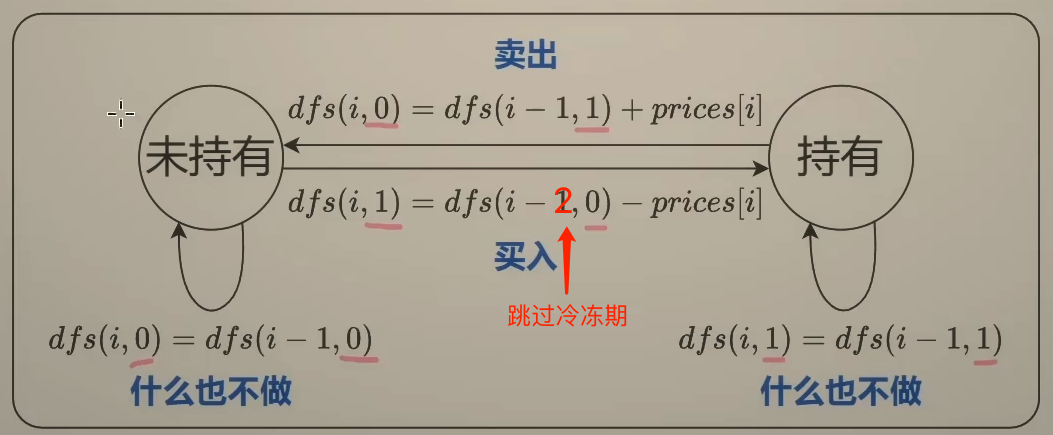 卖出
dfs(i,0) = dfs(i − 1,1) + prices[i]
未持有
持有
dfs(i,1) = dfs(i − 2,0) − prices[i]
买入
跳过冷冻期
dfs(i,0) = dfs(i − 1,0)
dfs(i,1) = dfs(i − 1,1)
什么也不做
什么也不做